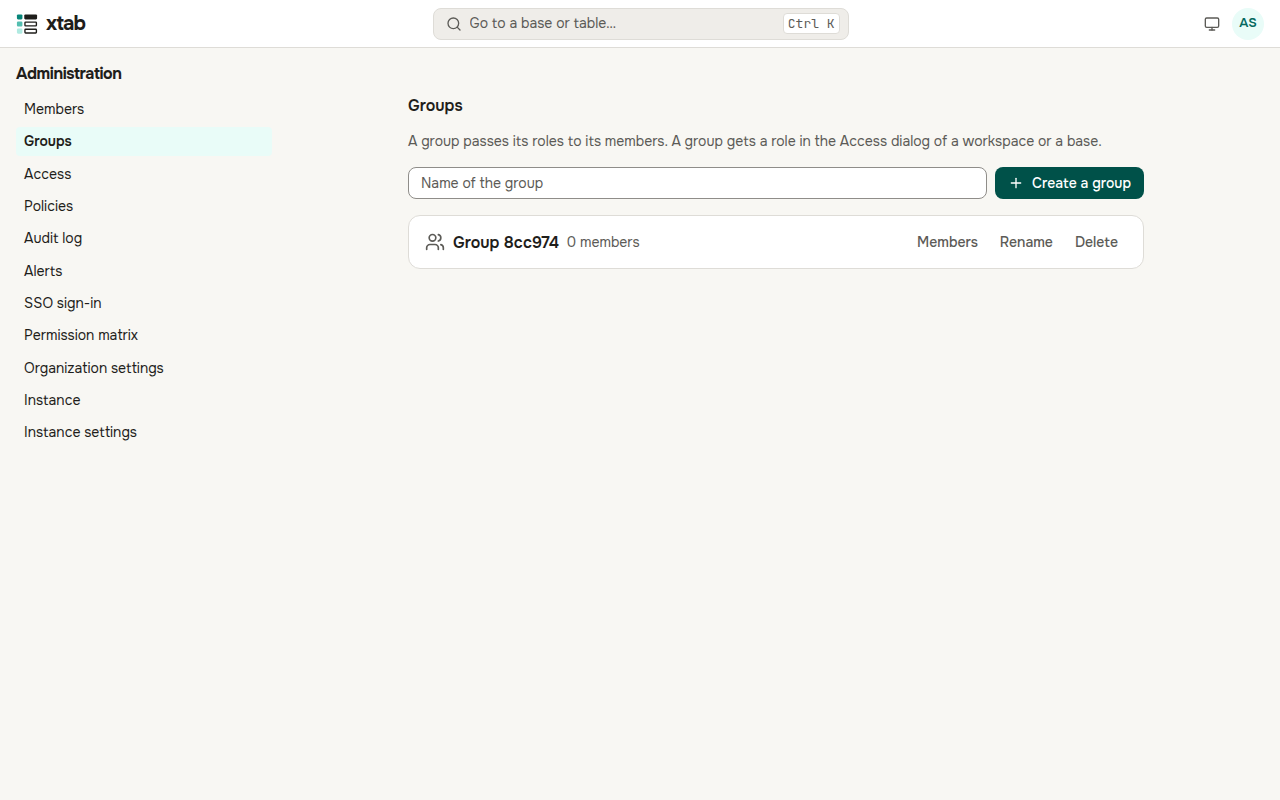 xtab
Go to a base or table...
Ctrl K
AS
Administration
Members
Groups
Access
Policies
Audit log
Alerts
SSO sign-in
Permission matrix
Organization settings
Instance
Instance settings
Groups
A group passes its roles to its members. A group gets a role in the Access dialog of a workspace or a base.
Name of the group
Create a group
Group 8cc974 0 members
Members Rename Delete